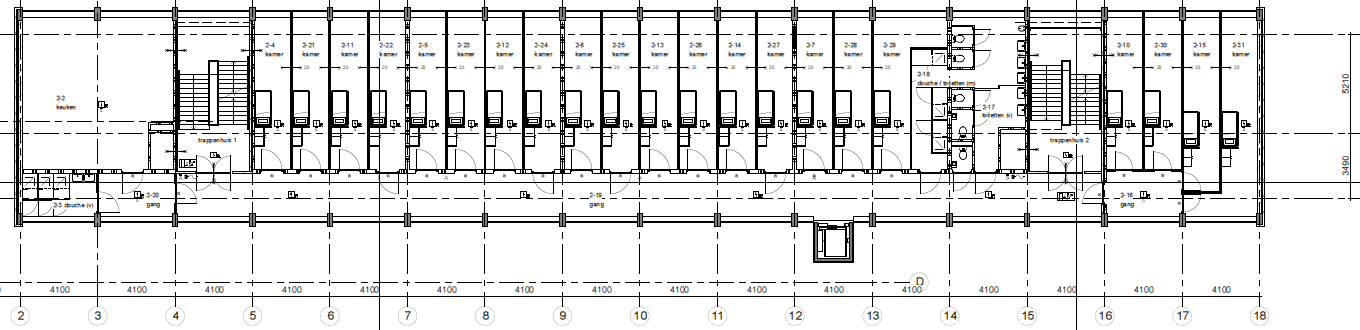 2-4 2-21 2-11 2-22 2-5 2-23 2-12 2-24 2-6 2-25 2-13 2-26 2-14 2-27 2-7 2-28 2-29 2-10 2-30 2-15 2-31
kamer kamer kamer kamer kamer kamer kamer kamer kamer kamer kamer kamer kamer kamer kamer kamer kamer kamer kamer kamer kamer
2-18
douche / toiletten (m)
5210
2-2
keuken
2-17
toiletten (v)
trappenhuis 1
trappenhuis 2
3490
2-20
gang
2-19
gang
2-16
gang
2-3 douche (v)
D
4100 4100 4100 4100 4100 4100 4100 4100 4100 4100 4100 4100 4100 4100 4100 4100
2 3 4 5 6 7 8 9 10 11 12 13 14 15 16 17 18